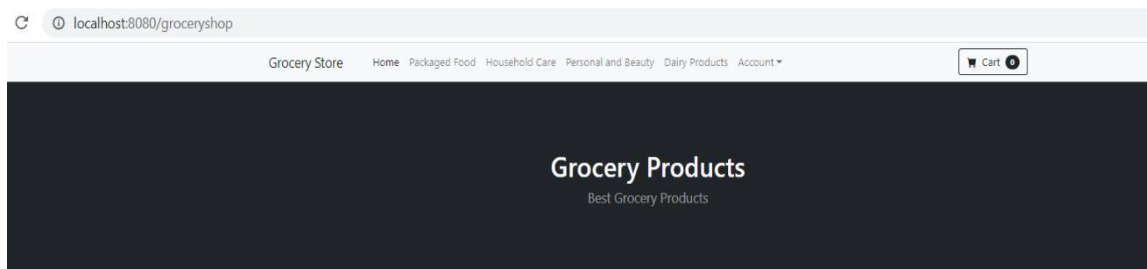 localhost:8080/groceryshop
Grocery Store Home Packaged Food Household Care Personal and Beauty Dairy Products Account Cart 0
Grocery Products
Best Grocery Products